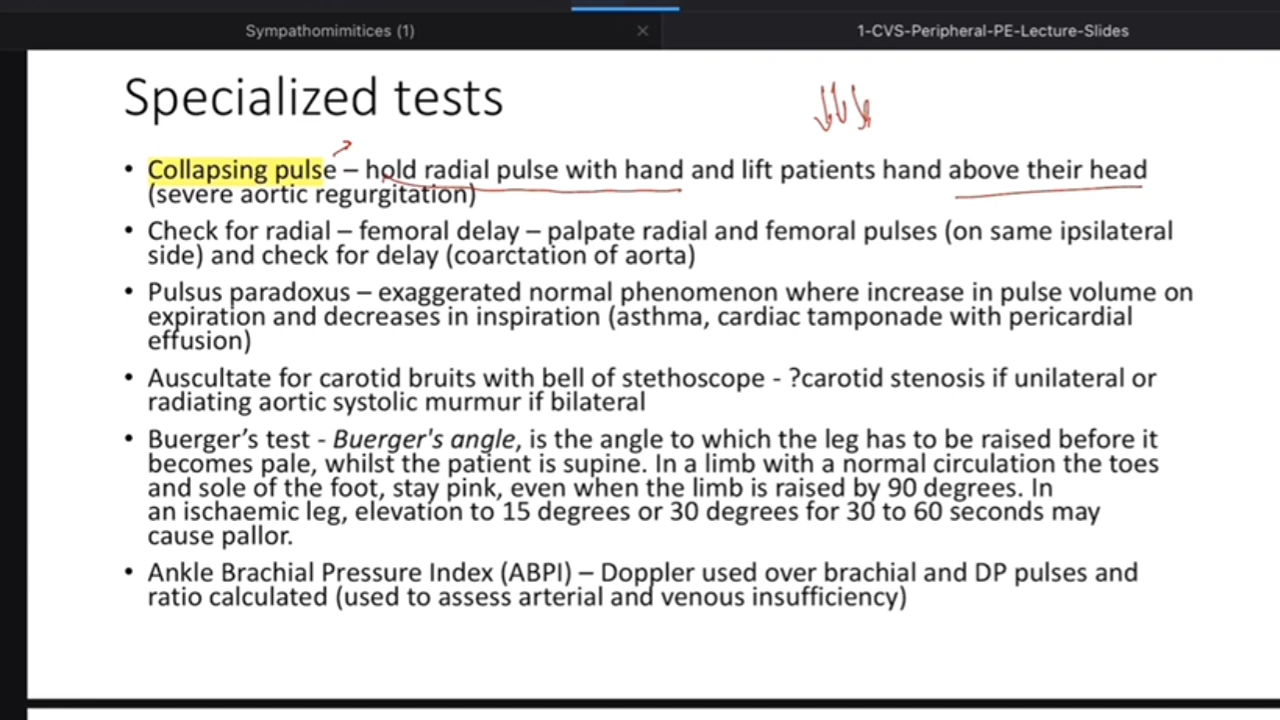 Sympathomimitices (1)
1-CVS-Peripheral-PE-Lecture-Slides
Specialized tests
• Collapsing pulse – hold radial pulse with hand and lift patients hand above their head
(severe aortic regurgitation)
• Check for radial – femoral delay – palpate radial and femoral pulses (on same ipsilateral
side) and check for delay (coarctation of aorta)
• Pulsus paradoxus – exaggerated normal phenomenon where increase in pulse volume on
expiration and decreases in inspiration (asthma, cardiac tamponade with pericardial
effusion)
• Auscultate for carotid bruits with bell of stethoscope - ?carotid stenosis if unilateral or
radiating aortic systolic murmur if bilateral
• Buerger’s test - Buerger's angle, is the angle to which the leg has to be raised before it
becomes pale, whilst the patient is supine. In a limb with a normal circulation the toes
and sole of the foot, stay pink, even when the limb is raised by 90 degrees. In
an ischaemic leg, elevation to 15 degrees or 30 degrees for 30 to 60 seconds may
cause pallor.
• Ankle Brachial Pressure Index (ABPI) – Doppler used over brachial and DP pulses and
ratio calculated (used to assess arterial and venous insufficiency)